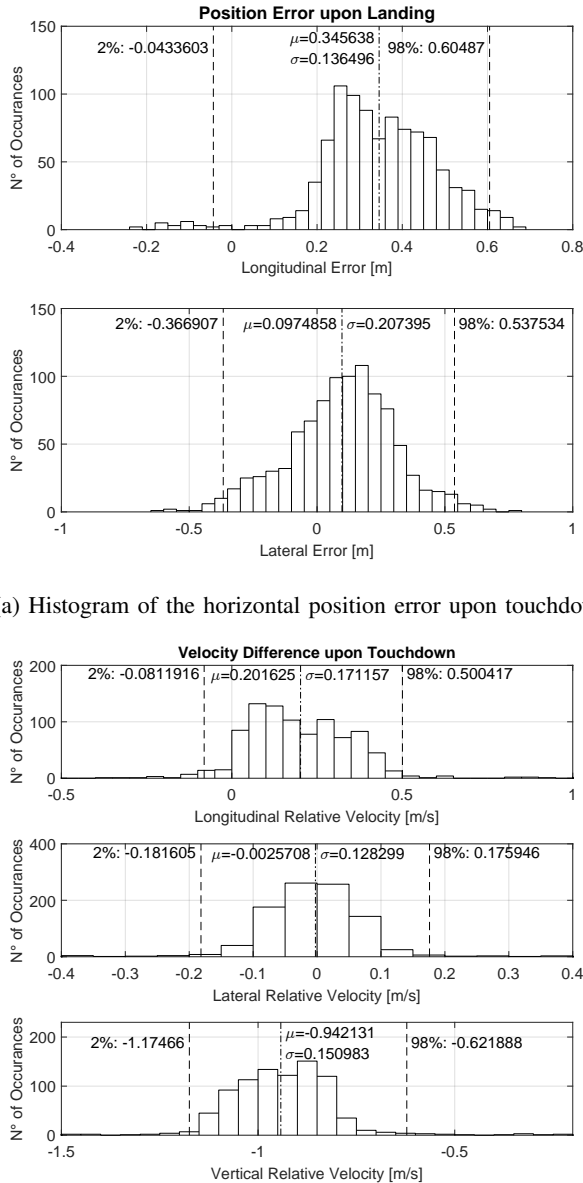 Position Error upon Landing
2%: -0.0433603
μ=0.345638
σ=0.136496
98%: 0.60487
N° of Occurances
150
100
50
0
-0.4 -0.2 0 0.2 0.4 0.6 0.8
Longitudinal Error [m]
2%: -0.366907 μ=0.0974858 σ=0.207395 98%: 0.537534
N° of Occurances
150
100
50
0
-1 -0.5 0 0.5 1
Lateral Error [m]
a) Histogram of the horizontal position error upon touchdo
Velocity Difference upon Touchdown
2%: -0.0811916 μ=0.201625 σ=0.171157 98%: 0.500417
N° of Occurances
200
100
0
-0.5 0 0.5 1
Longitudinal Relative Velocity [m/s]
2%: -0.181605 μ=-0.0025708 σ=0.128299 98%: 0.175946
N° of Occurances
400
200
0
-0.4 -0.3 -0.2 -0.1 0 0.1 0.2 0.3 0.4
Lateral Relative Velocity [m/s]
2%: -1.17466
μ=-0.942131
σ=0.150983
98%: -0.621888
N° of Occurances
200
100
0
-1.5 -1 -0.5
Vertical Relative Velocity [m/s]